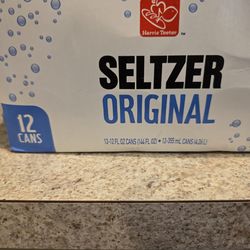 Harris Teeter
SELTZER
ORIGINAL
12
CANS
12-12 FL OZ CANS (144 FL OZ) • 12-355 mL CANS (4.26 L)